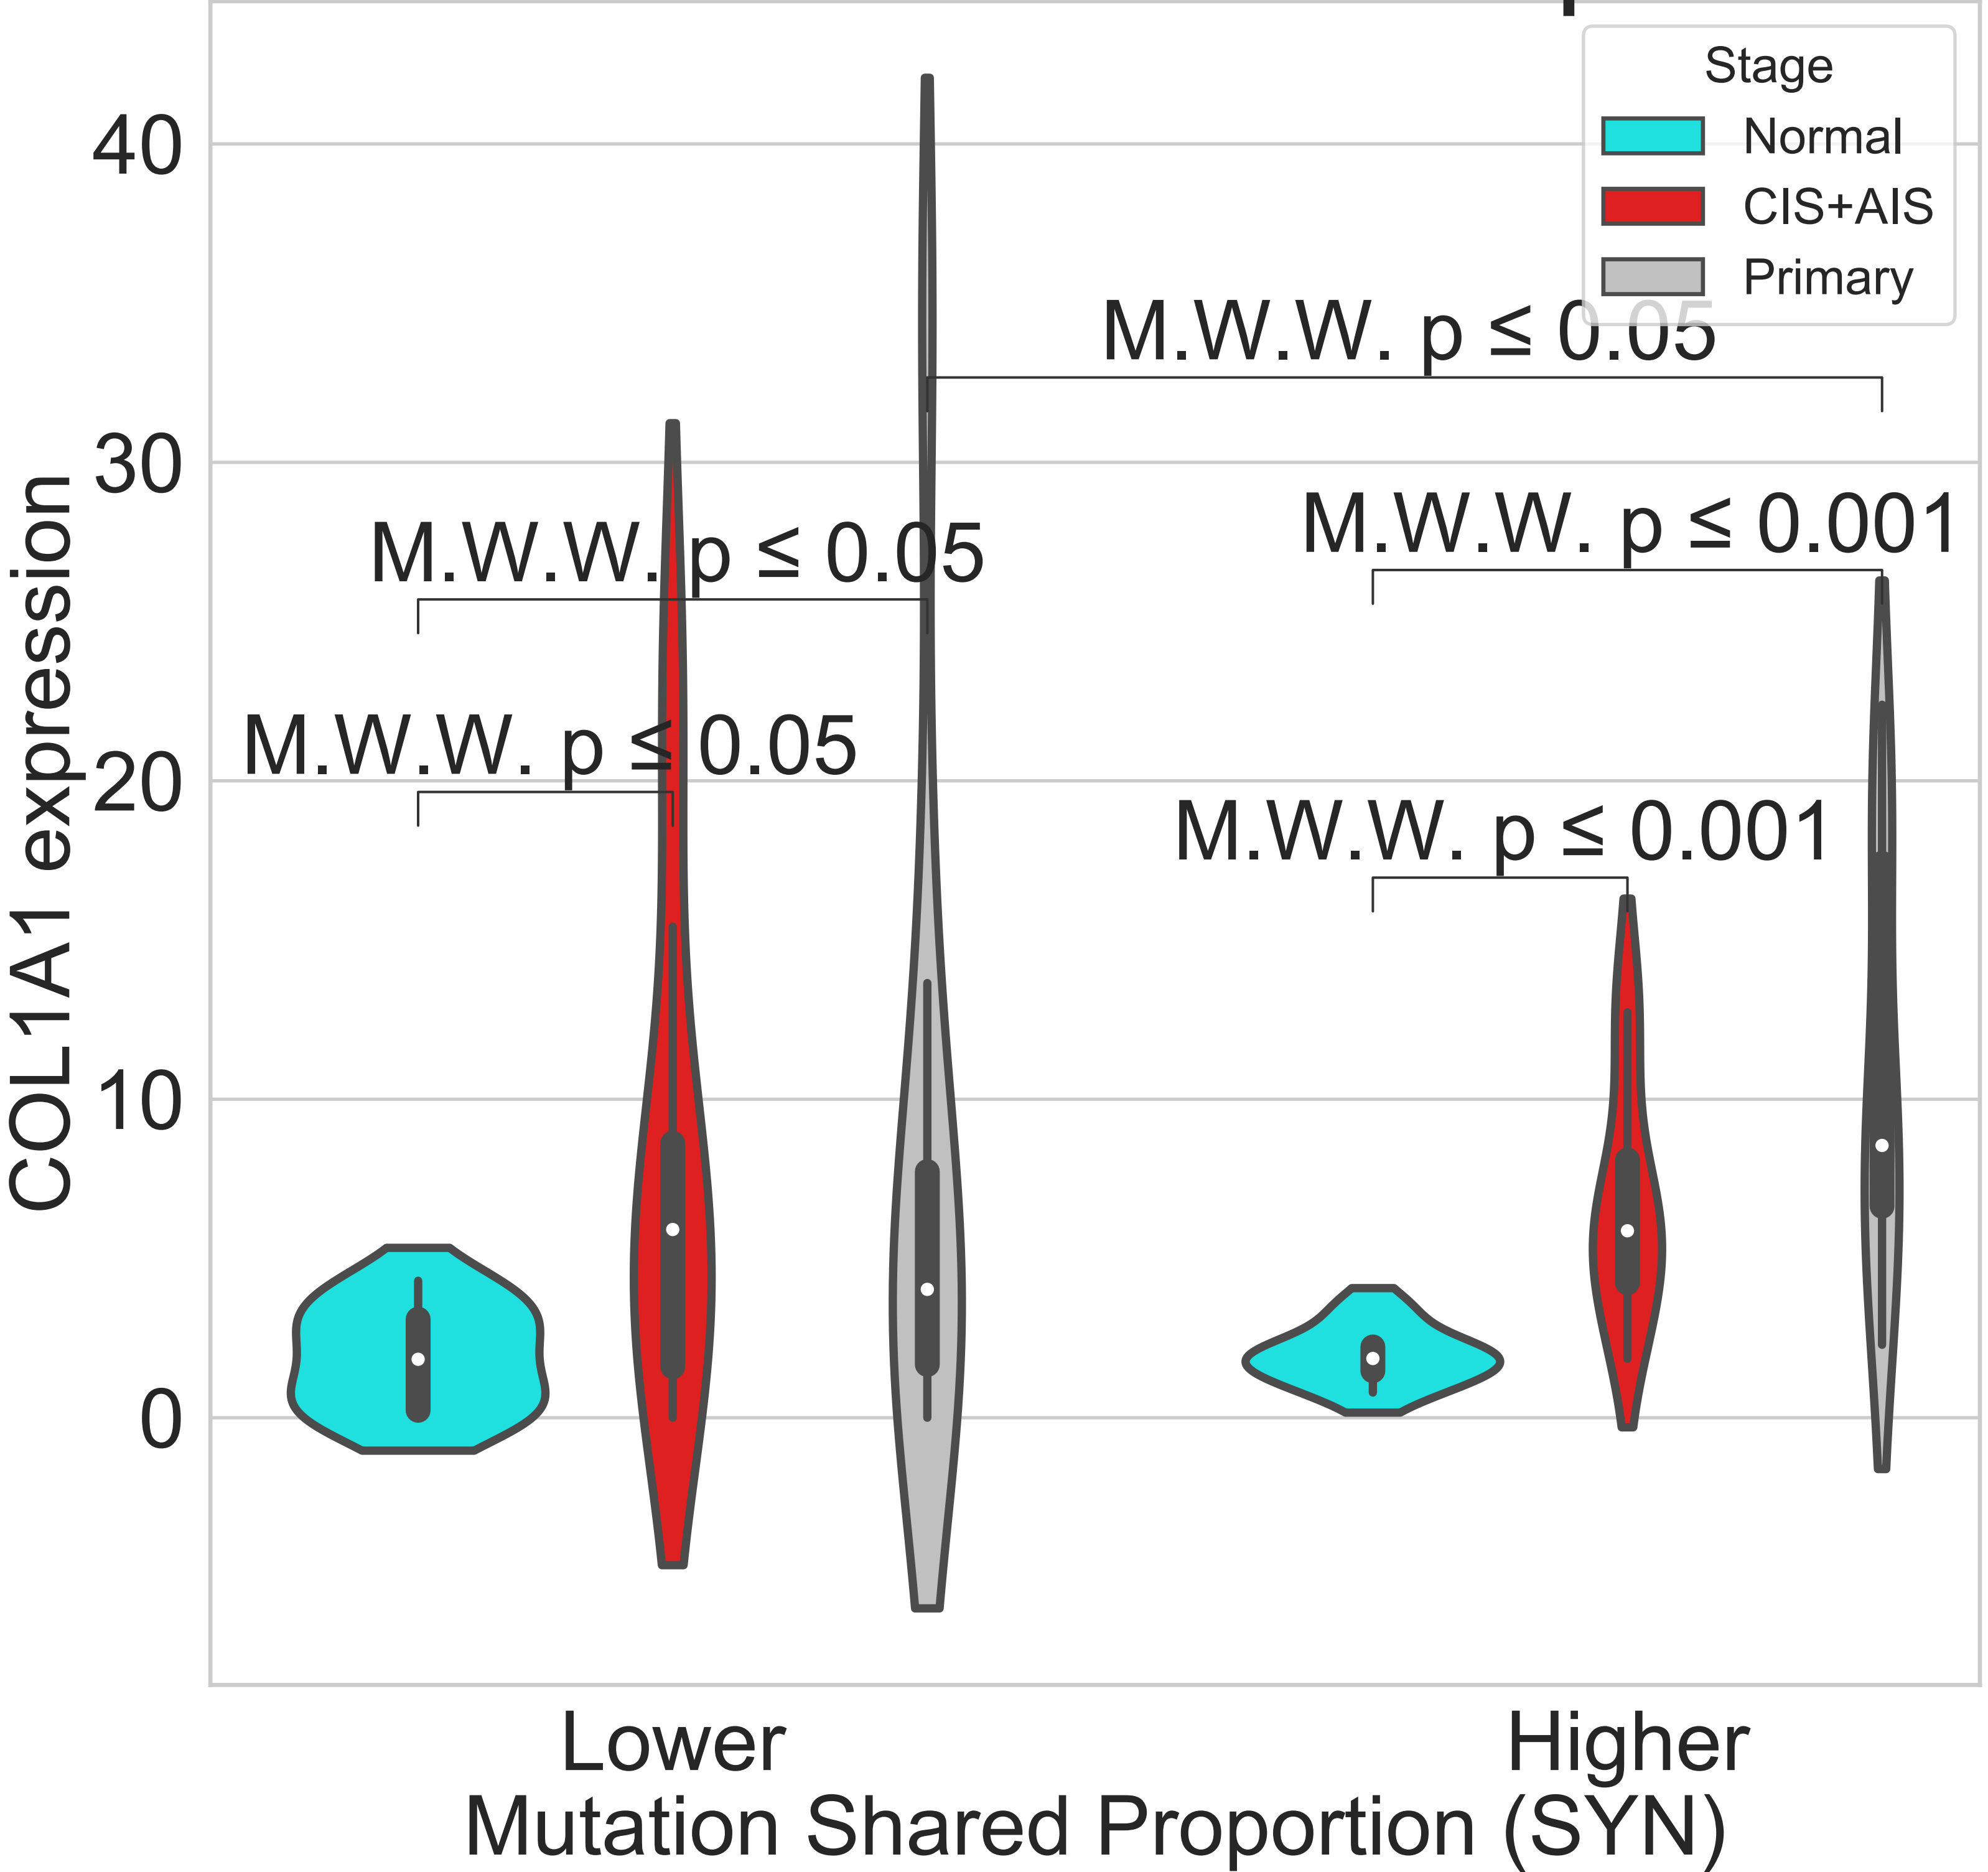 Stage
Normal
CIS+AIS
Primary
M.W.W. p ≤ 0.05
M.W.W. p ≤ 0.001
M.W.W. p ≤ 0.05
M.W.W. p ≤ 0.05
M.W.W. p ≤ 0.001
COL1A1 expression
40
30
20
10
0
Lower
Higher
Mutation Shared Proportion (SYN)